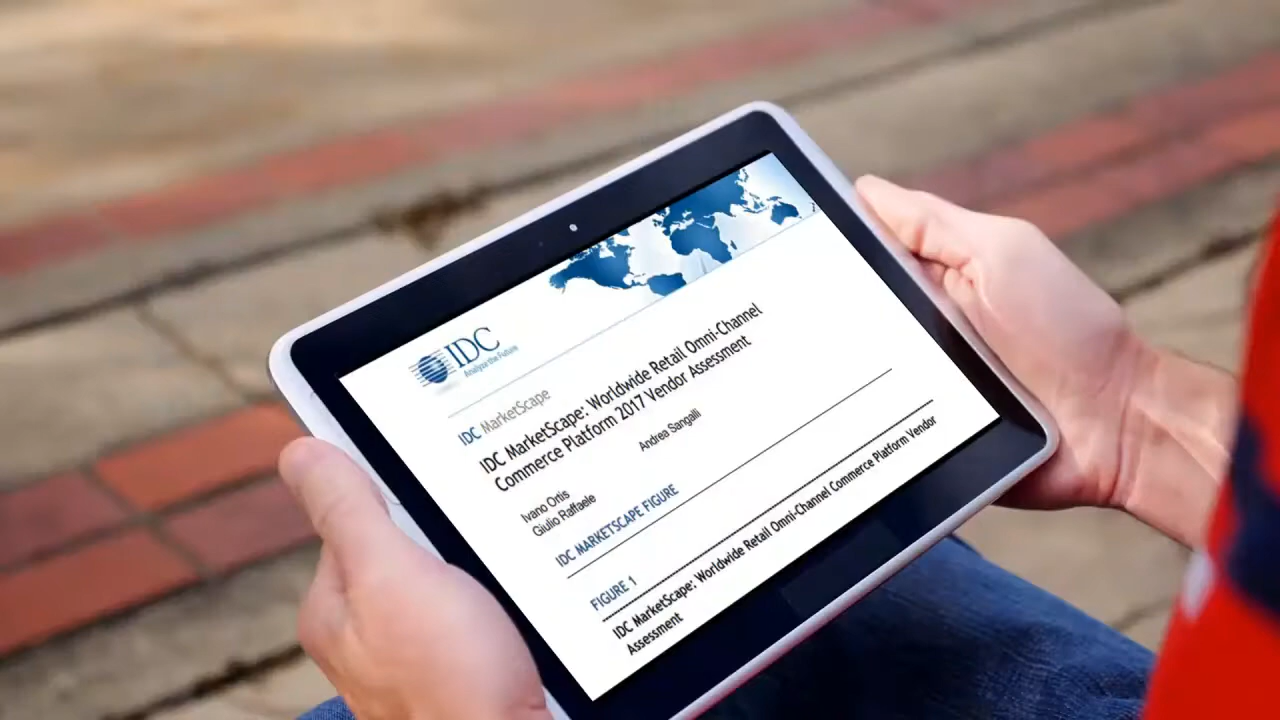 IDC
Analyze the Future
IDC MarketScape
IDC MarketScape: Worldwide Retail Omni-Channel
Commerce Platform 2017 Vendor Assessment
Ivano Ortis
Andrea Sangalli
Giulio Raffaele
IDC MARKETSCAPE FIGURE
FIGURE 1
IDC MarketScape: Worldwide Retail Omni-Channel Commerce Platform Vendor
Assessment